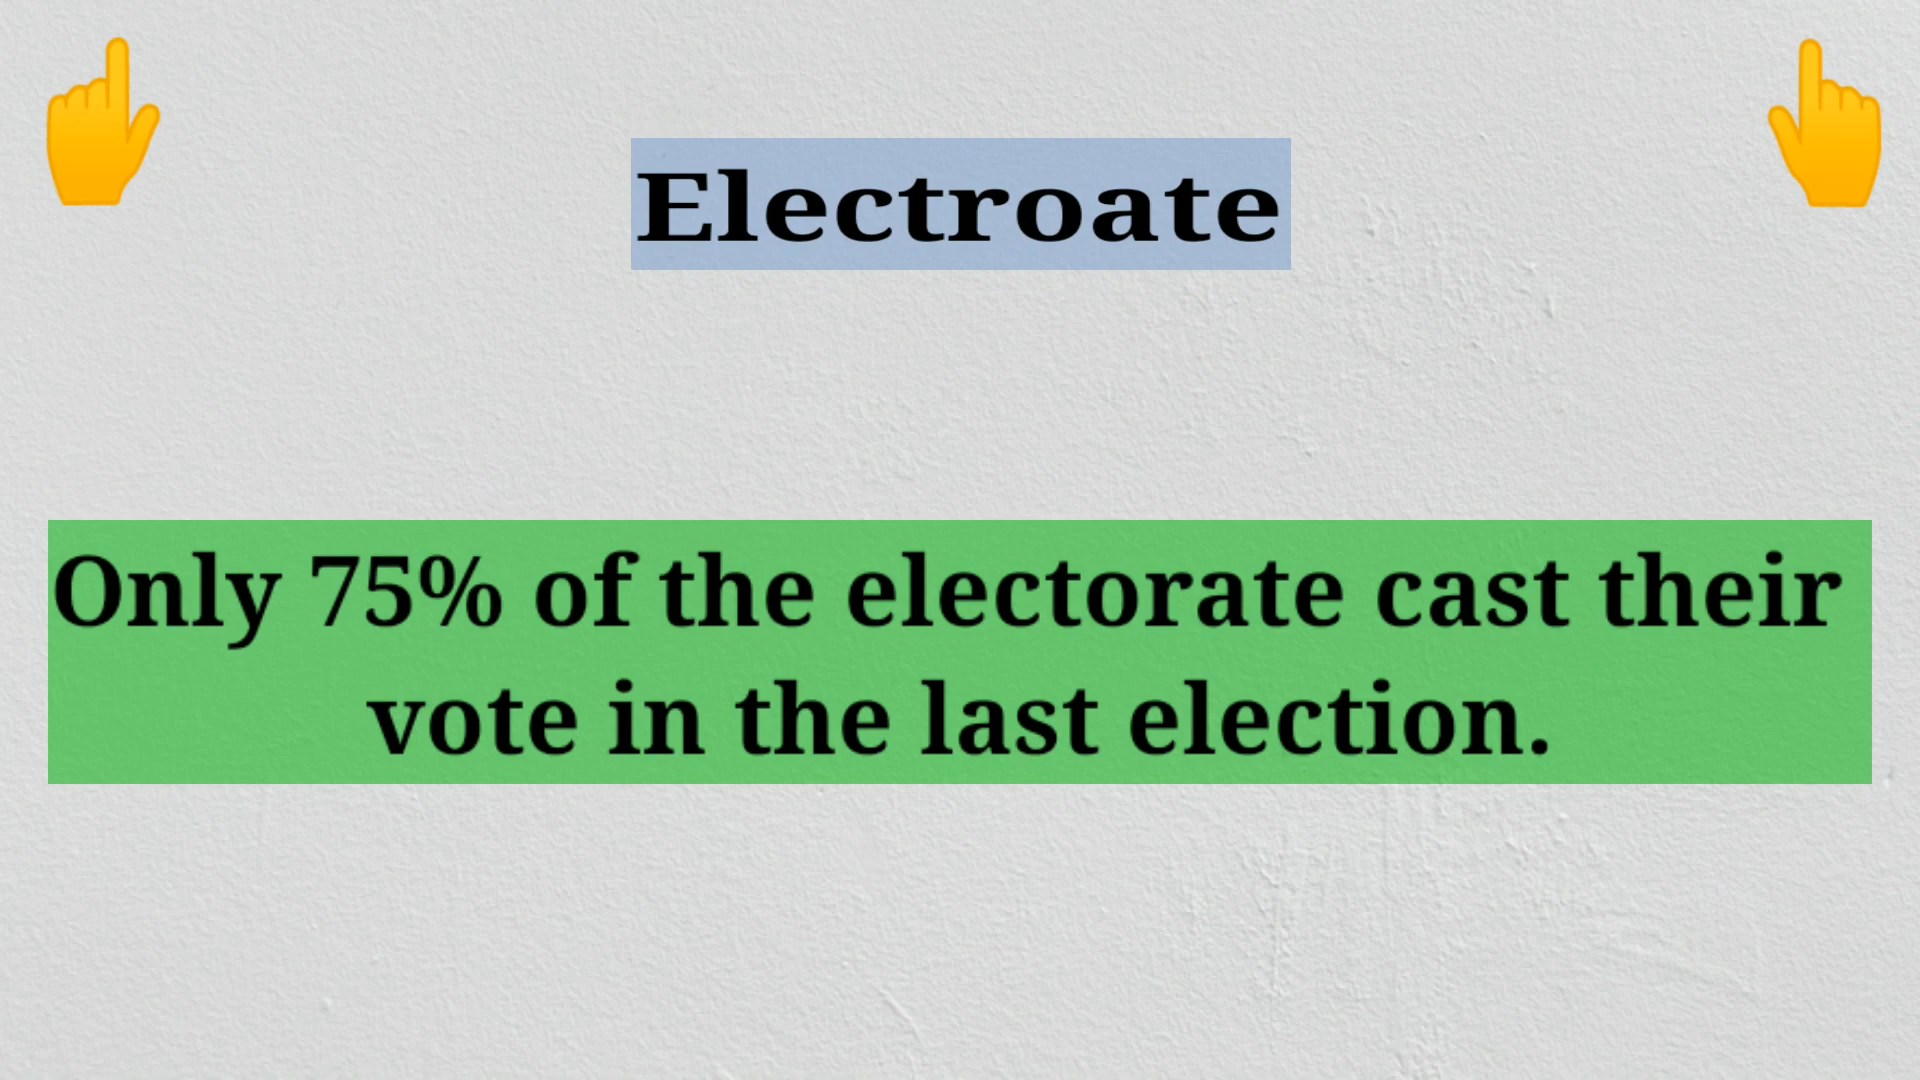 Electroate
Only 75% of the electorate cast their
vote in the last election.